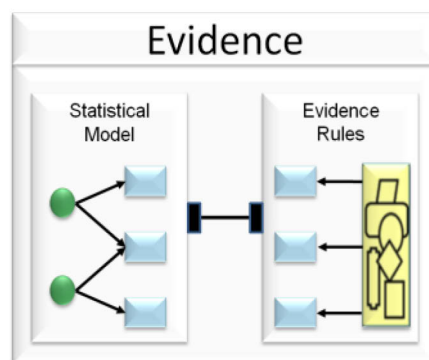 Evidence
Statistical
Model
Evidence
Rules